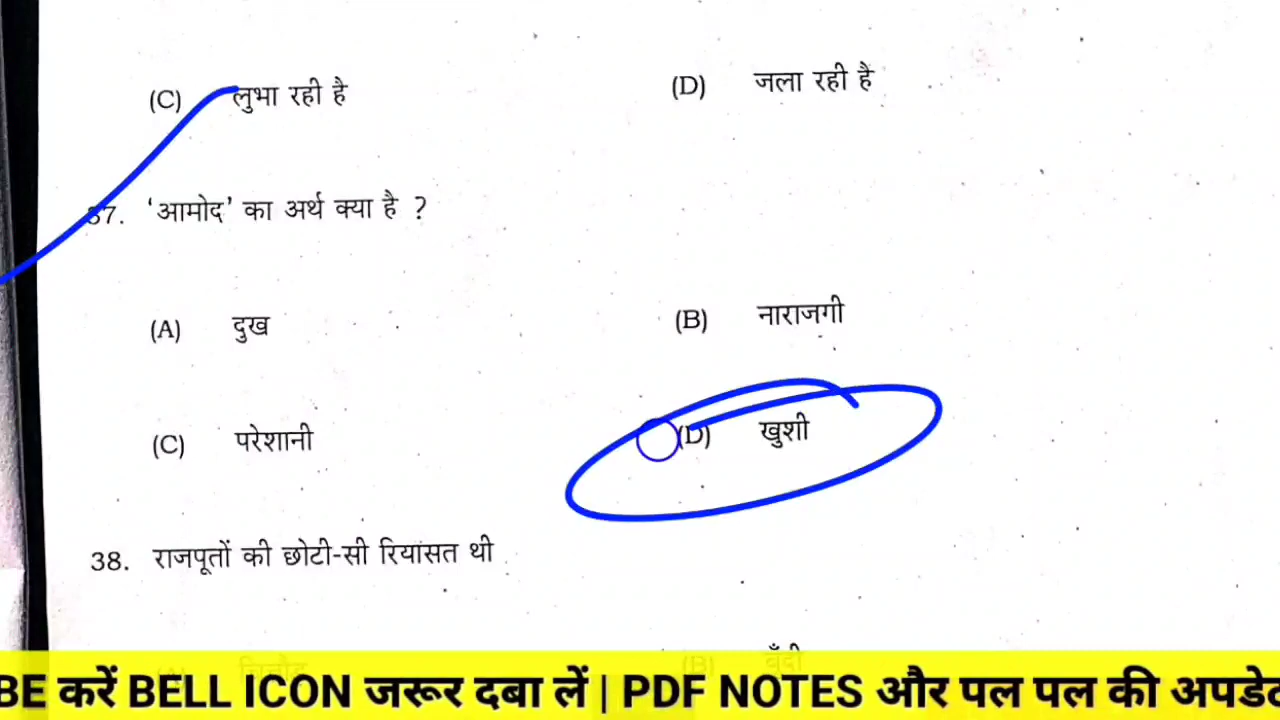 (C) लुभा रही है (D) जला रही है
37. ‘आमोद’ का अर्थ क्या है ?
(A) दुख (B) नाराजगी
(C) परेशानी (D) खुशी
38. राजपूतों की छोटी-सी रियासत थी
(A) चित्तौड़ (B) बूँदी
BE करें BELL ICON जरूर दबा लें | PDF NOTES और पल पल की अपडेट